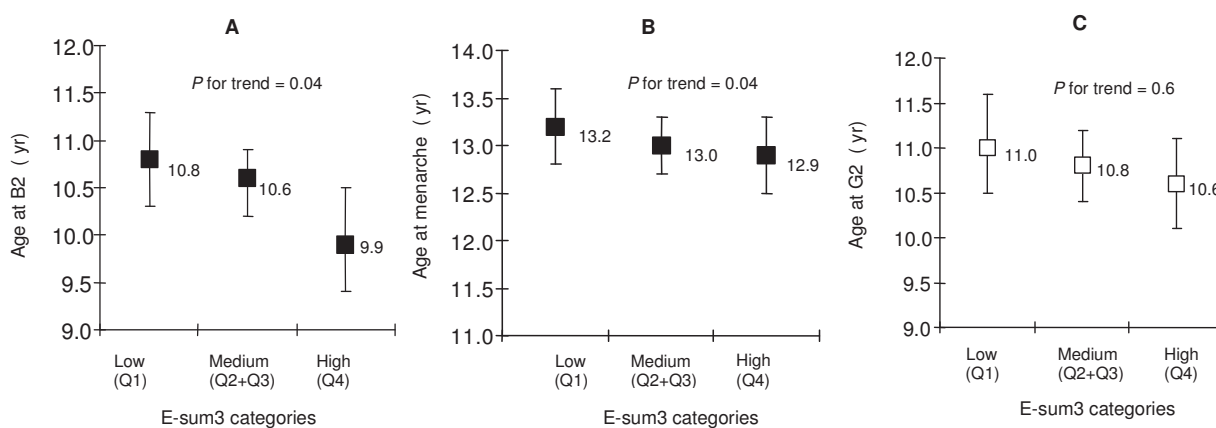 A
12.0
11.5
11.0
10.5
10.0
9.5
9.0
Age at B2 ( yr)
P for trend = 0.04
10.8
10.6
9.9
Low Medium High
(Q1) (Q2+Q3) (Q4)
E-sum3 categories
B
14.0
13.5
13.0
12.5
12.0
11.5
11.0
Age at menarche ( yr)
P for trend = 0.04
13.2
13.0
12.9
Low Medium High
(Q1) (Q2+Q3) (Q4)
E-sum3 categories
C
12.0
11.5
11.0
10.5
10.0
9.5
9.0
Age at G2 ( yr)
P for trend = 0.6
11.0
10.8
10.6
Low Medium High
(Q1) (Q2+Q3) (Q4)
E-sum3 categories